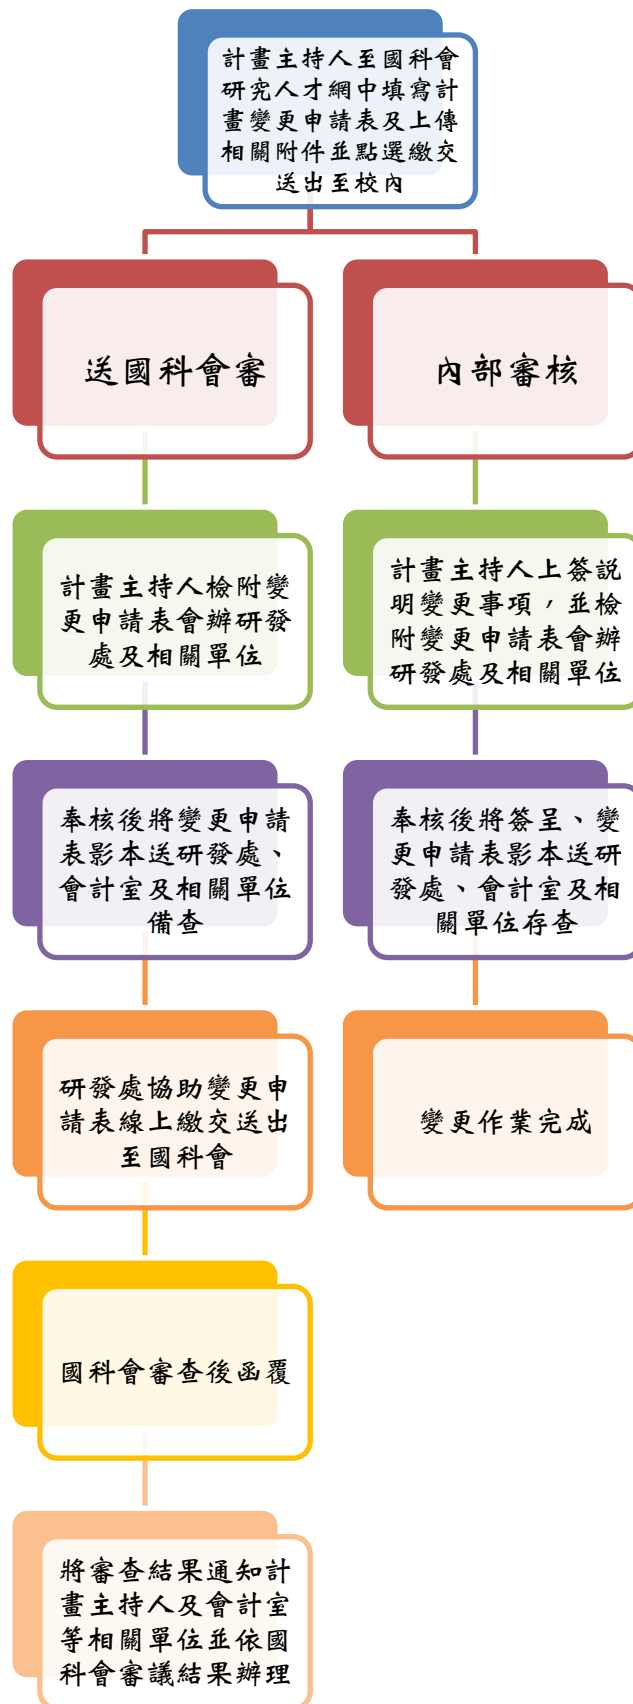 計畫主持人至國科會
研究人才網中填寫計
畫變更申請表及上傳
相關附件並點選繳交
送出至校內
送國科會審
計畫主持人檢附變
更申請表會辦研發
處及相關單位
奉核後將變更申請
表影本送研發處、
會計室及相關單位
備查
研發處協助變更申
請表線上繳交送出
至國科會
國科會審查後函覆
將審查結果通知計
畫主持人及會計室
等相關單位並依國
科會審議結果辦理
內部審核
計畫主持人上簽說
明變更事項，並檢
附變更申請表會辦
研發處及相關單位
奉核後將簽呈、變
更申請表影本送研
發處、會計室及相
關單位存查
變更作業完成